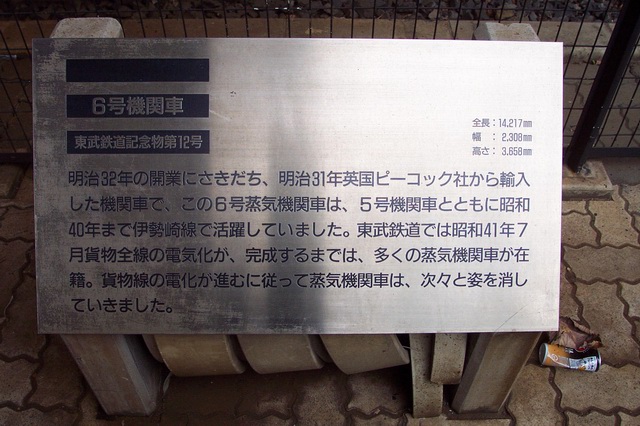 6号機関車
東武鉄道記念物第12号
全長：14,217㎜
幅：2,308㎜
高さ：3,658㎜
明治32年の開業にさきだち、明治31年英国ピーコック社から輸入
した機関車で、この6号蒸気機関車は、5号機関車とともに昭和
40年まで伊勢崎線で活躍していました。東武鉄道では昭和41年7
月貨物全線の電気化が、完成するまでは、多くの蒸気機関車が在
籍。貨物線の電化が進むに従って蒸気機関車は、次々と姿を消し
ていきました。